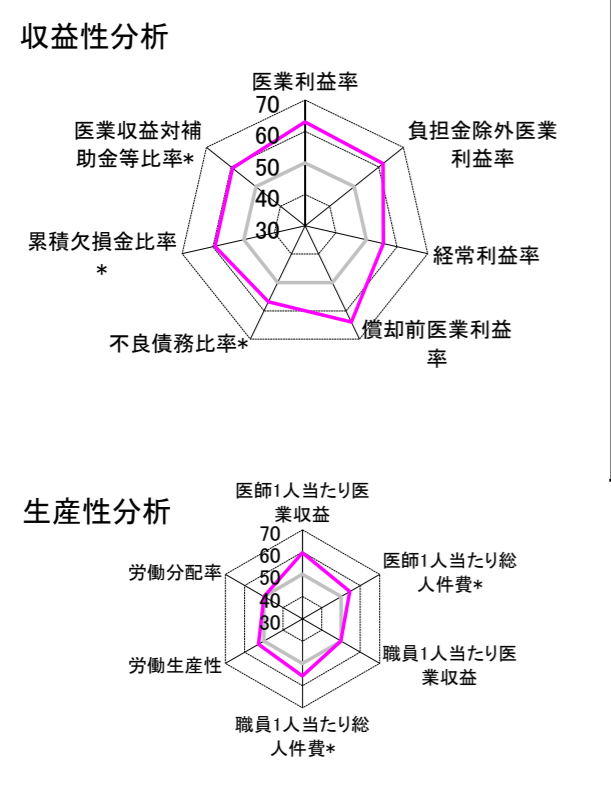 収益性分析
医業利益率
70
60
50
40
30
負担金除外医業
利益率
経常利益率
償却前医業利益
率
不良債務比率*
累積欠損金比率
*
医業収益対補
助金等比率*
生産性分析
医師1人当たり医
業収益
70
60
50
40
30
医師1人当たり総
人件費*
職員1人当たり医
業収益
職員1人当たり総
人件費*
労働生産性
労働分配率